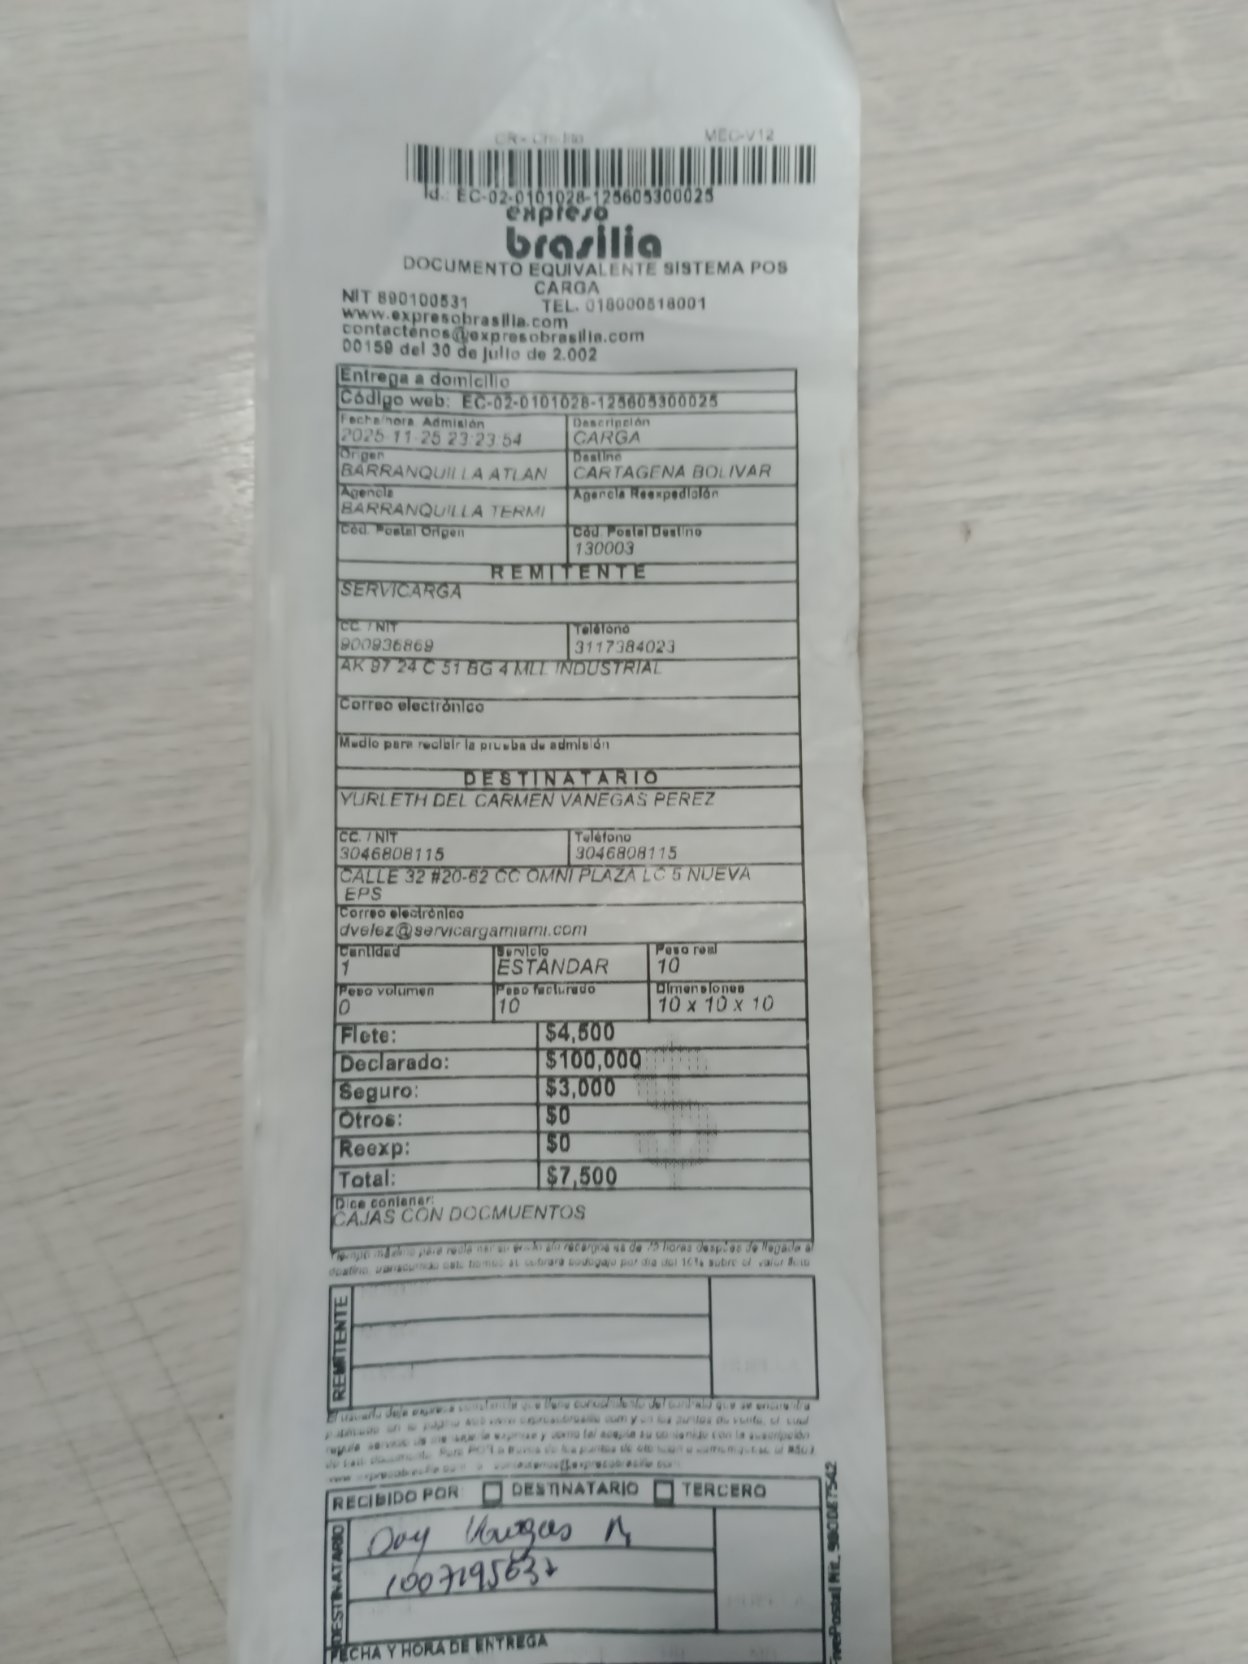 MEC-V12
Id.: EC-02-0101028-125605300025
expreso
brasilia
DOCUMENTO EQUIVALENTE SISTEMA POS
CARGA
NIT 890100531 TEL. 018000518001
www.expresobrasilia.com
contactenos@expresobrasilia.com
00159 del 30 de julio de 2.002
Entrega a domicilio
Código web: EC-02-0101028-125605300025
Fecha/hora. Admisión Descripción
2025-11-25 23:23:54 CARGA
Origen Destino
BARRANQUILLA ATLAN CARTAGENA BOLIVAR
Agencia Agencia Reexpedición
BARRANQUILLA TERMI
Cód. Postal Origen Cód. Postal Destino
130003
REMITENTE
SERVICARGA
CC. / NIT Teléfono
900936869 3117384023
AK 97 24 C 51 BG 4 MLL INDUSTRIAL
Correo electrónico
Medio para recibir la prueba de admisión
DESTINATARIO
YURLETH DEL CARMEN VANEGAS PEREZ
CC. / NIT Teléfono
3046808115 3046808115
CALLE 32 #20-62 CC OMNI PLAZA LC 5 NUEVA
EPS
Correo electrónico
dvelez@servicargamiami.com
Cantidad Servicio Peso real
1 ESTANDAR 10
Peso volumen Peso facturado Dimensiones
0 10 10 x 10 x 10
Flete: $4,500
Declarado: $100,000
Seguro: $3,000
Otros: $0
Reexp: $0
Total: $7,500
Dice contener:
CAJAS CON DOCMUENTOS
REMITENTE
RECIBIDO POR: DESTINATARIO TERCERO
DESTINATARIO
FECHA Y HORA DE ENTREGA